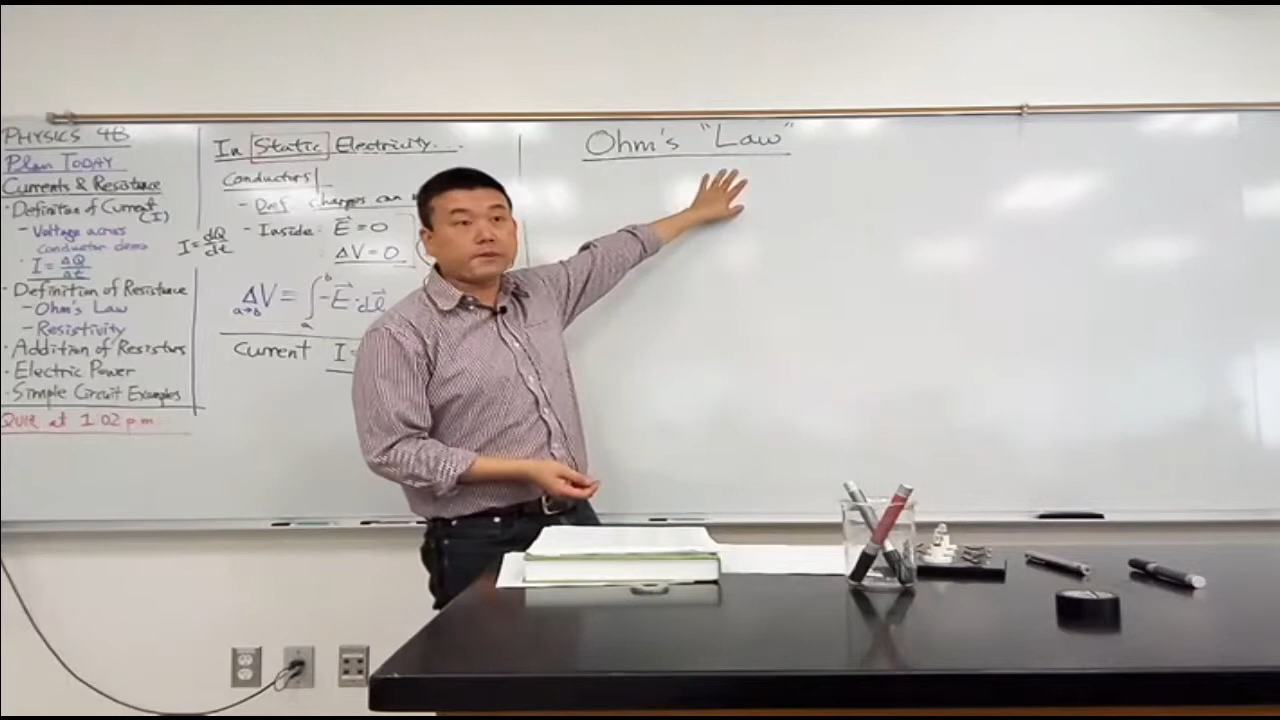 PHYSICS 4B
Plan TODAY
Currents & Resistance
· Definition of Current (I)
- Voltage across
conductor demo
· I = ΔQ/Δt
· Definition of Resistance
- Ohm's Law
- Resistivity
· Addition of Resistors
· Electric Power
· Simple Circuit Examples
QUIZ at 1 02 p.m
I = dQ/dt
In Static Electricity...
Conductors
- Def charges can
- Inside: E⃗ = 0
: ΔV = 0
ΔV a→b = ∫ₐᵇ -E⃗ · dl⃗
Current I =
Ohm's "Law"